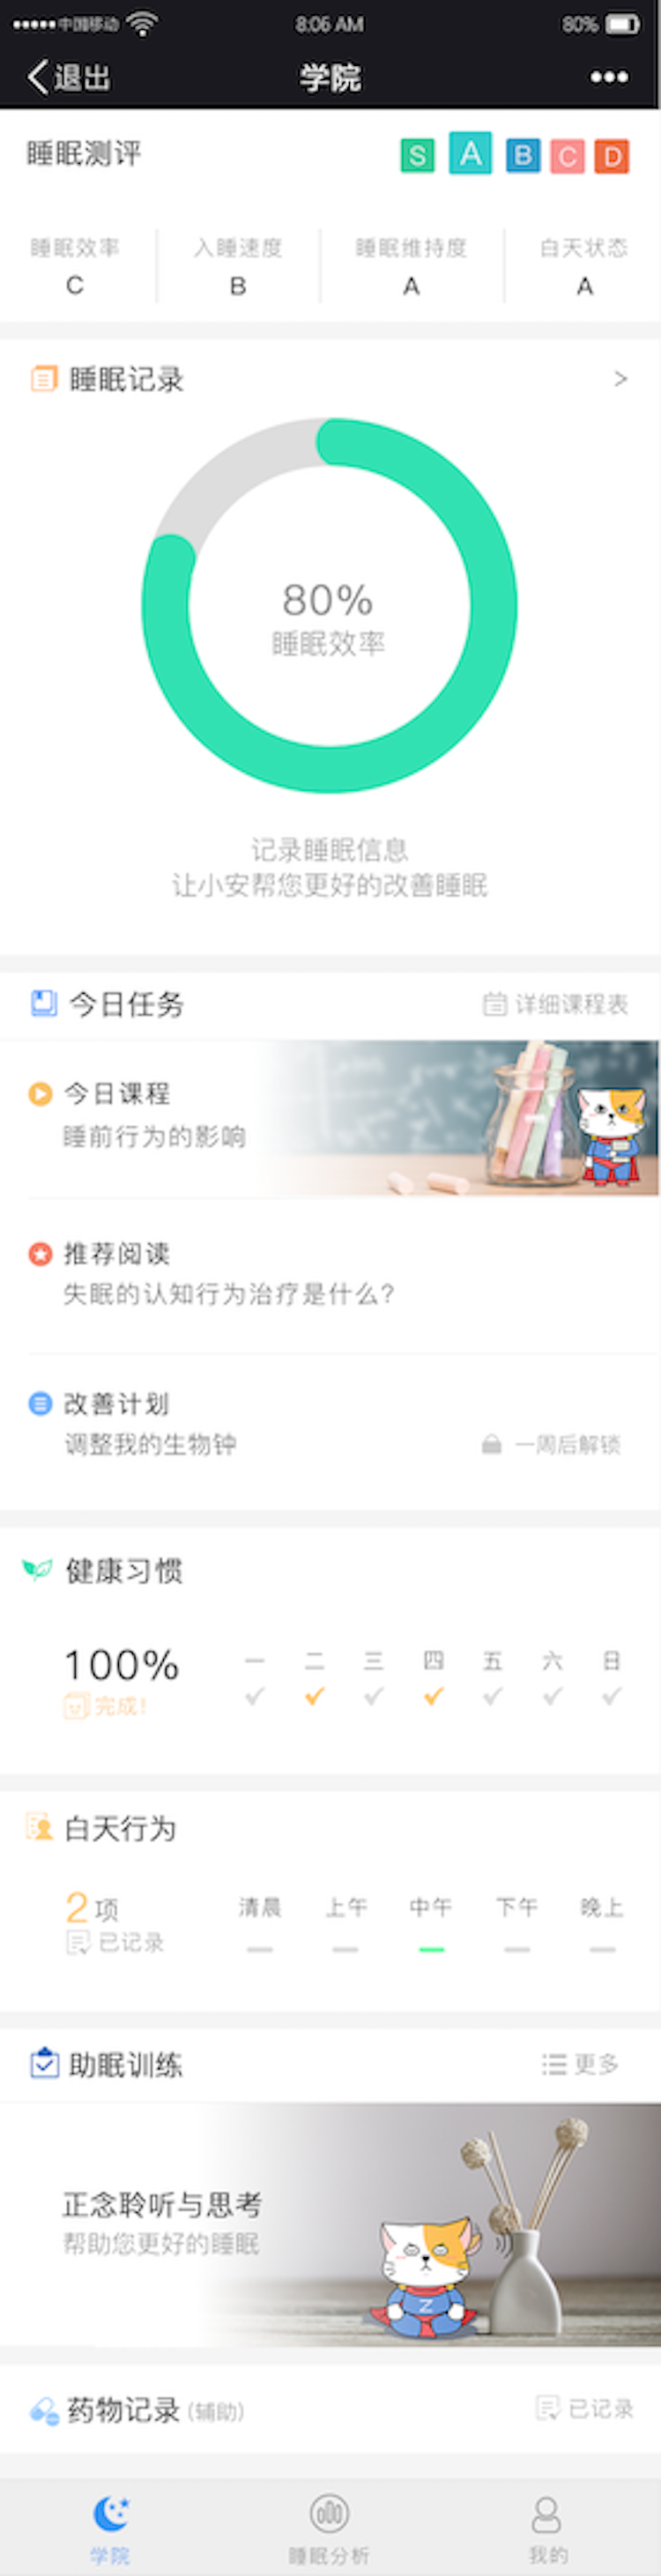 中国移动 8:05 AM 80%
退出 学院
睡眠测评 S A B C D
睡眠效率 入睡速度 睡眠维持度 白天状态
C B A A
睡眠记录 >
80%
睡眠效率
记录睡眠信息
让小安帮您更好的改善睡眠
今日任务 详细课程表
今日课程
睡前行为的影响
推荐阅读
失眠的认知行为治疗是什么?
改善计划
调整我的生物钟 一周后解锁
健康习惯
100% 一 二 三 四 五 六 日
完成!
白天行为
2项 清晨 上午 中午 下午 晚上
已记录
助眠训练 更多
正念聆听与思考
帮助您更好的睡眠
Z
药物记录(辅助) 已记录
学院 睡眠分析 我的